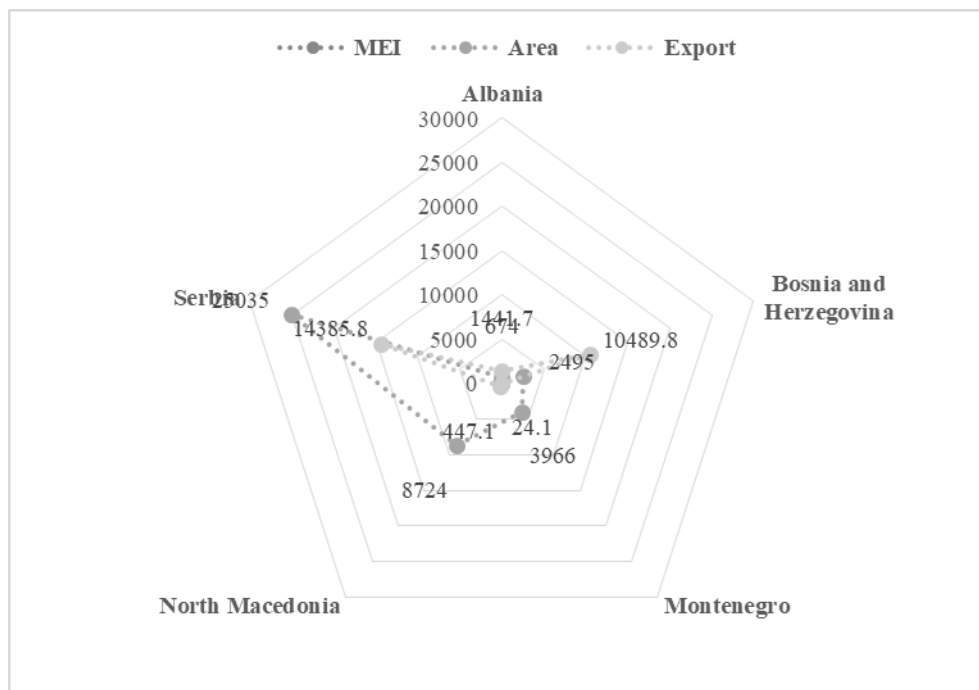 MEI Area Export
Albania
30000
25000
20000
15000
10000
5000
0
1441.7
674
Bosnia and
Herzegovina
10489.8
2495
24.1
3966
Montenegro
447.1
8724
North Macedonia
Serbia
25035
14385.8